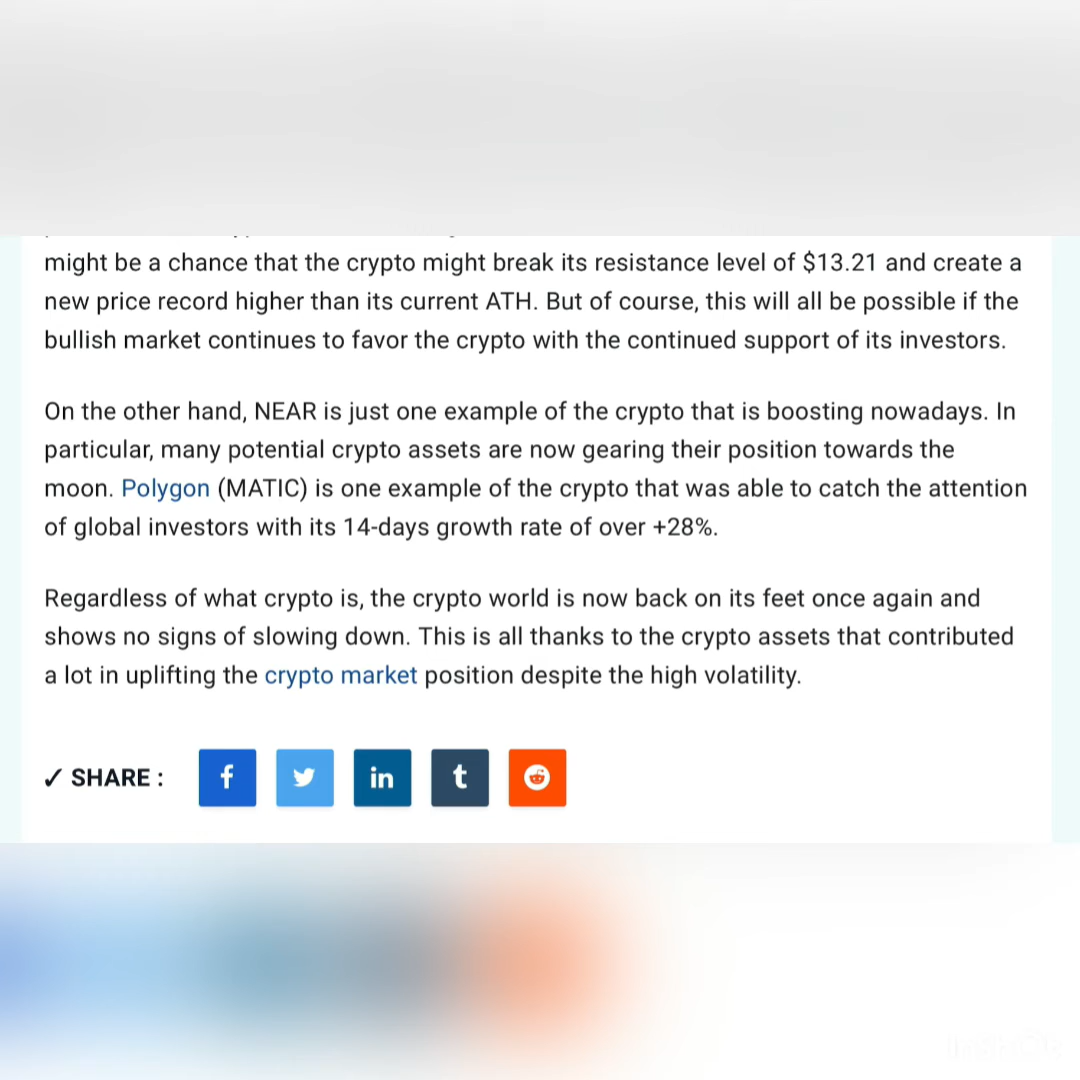 might be a chance that the crypto might break its resistance level of $13.21 and create a
new price record higher than its current ATH. But of course, this will all be possible if the
bullish market continues to favor the crypto with the continued support of its investors.
On the other hand, NEAR is just one example of the crypto that is boosting nowadays. In
particular, many potential crypto assets are now gearing their position towards the
moon. Polygon (MATIC) is one example of the crypto that was able to catch the attention
of global investors with its 14-days growth rate of over +28%.
Regardless of what crypto is, the crypto world is now back on its feet once again and
shows no signs of slowing down. This is all thanks to the crypto assets that contributed
a lot in uplifting the crypto market position despite the high volatility.
✓ SHARE : f in t